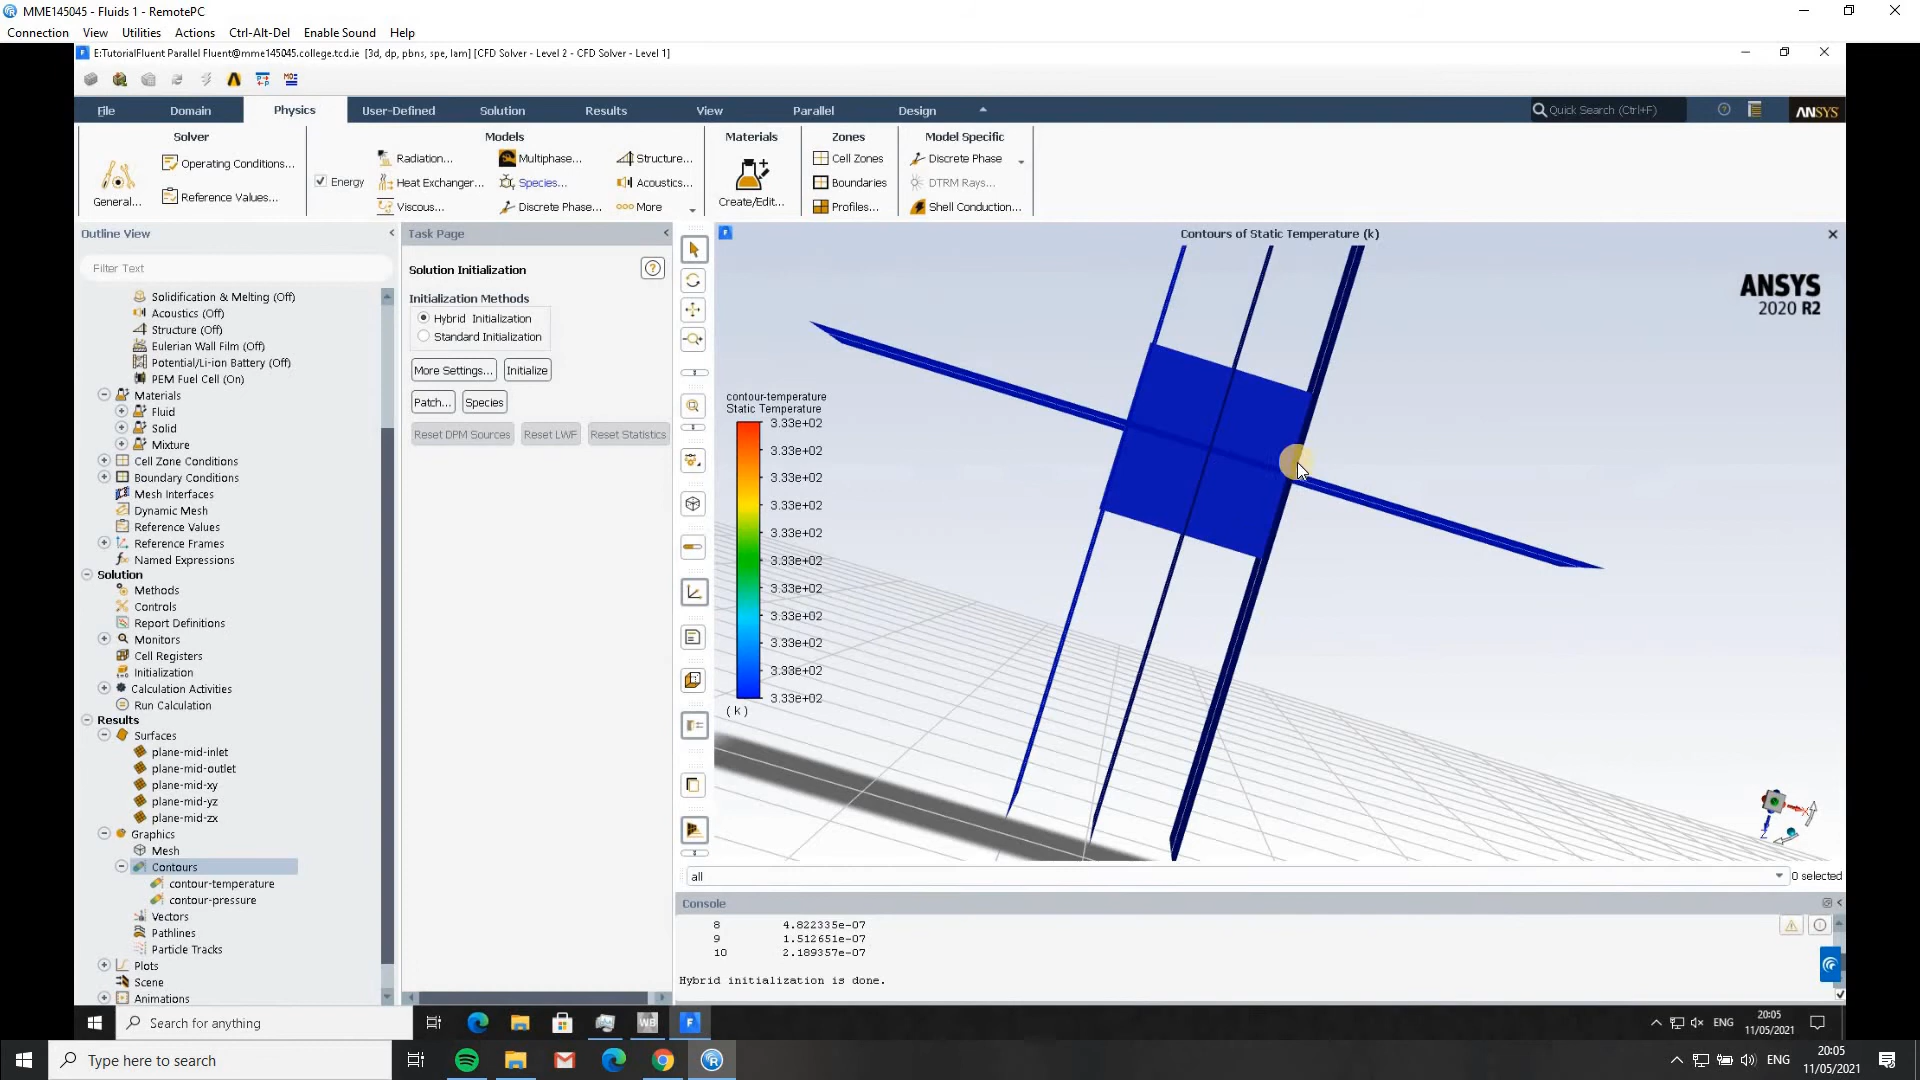 MME145045 - Fluids 1 - RemotePC
Connection View Utilities Actions Ctrl-Alt-Del Enable Sound Help
E:TutorialFluent Parallel Fluent@mme145045.college.tcd.ie [3d, dp, pbns, spe, lam] [CFD Solver - Level 2 - CFD Solver - Level 1]
File Domain Physics User-Defined Solution Results View Parallel Design Quick Search (Ctrl+F) ANSYS
Solver Models Materials Zones Model Specific
General... Operating Conditions... Reference Values...
Energy
Radiation... Multiphase... Structure...
Heat Exchanger... Species... Acoustics...
Viscous... Discrete Phase... More
Create/Edit...
Cell Zones
Boundaries
Profiles...
Discrete Phase
DTRM Rays...
Shell Conduction...
Outline View
Filter Text
Solidification & Melting (Off)
Acoustics (Off)
Structure (Off)
Eulerian Wall Film (Off)
Potential/Li-ion Battery (Off)
PEM Fuel Cell (On)
Materials
Fluid
Solid
Mixture
Cell Zone Conditions
Boundary Conditions
Mesh Interfaces
Dynamic Mesh
Reference Values
Reference Frames
Named Expressions
Solution
Methods
Controls
Report Definitions
Monitors
Cell Registers
Initialization
Calculation Activities
Run Calculation
Results
Surfaces
plane-mid-inlet
plane-mid-outlet
plane-mid-xy
plane-mid-yz
plane-mid-zx
Graphics
Mesh
Contours
contour-temperature
contour-pressure
Vectors
Pathlines
Particle Tracks
Plots
Scene
Animations
Task Page
Solution Initialization
Initialization Methods
Hybrid Initialization
Standard Initialization
More Settings... Initialize
Patch... Species
Reset DPM Sources Reset LWF Reset Statistics
Contours of Static Temperature (k)
ANSYS
2020 R2
contour-temperature
Static Temperature
3.33e+02
3.33e+02
3.33e+02
3.33e+02
3.33e+02
3.33e+02
3.33e+02
3.33e+02
3.33e+02
3.33e+02
3.33e+02
( k )
all 0 selected
Console
8 4.822335e-07
9 1.512651e-07
10 2.189357e-07
Hybrid initialization is done.
Search for anything
ENG 20:05
11/05/2021
Type here to search
ENG 20:05
11/05/2021